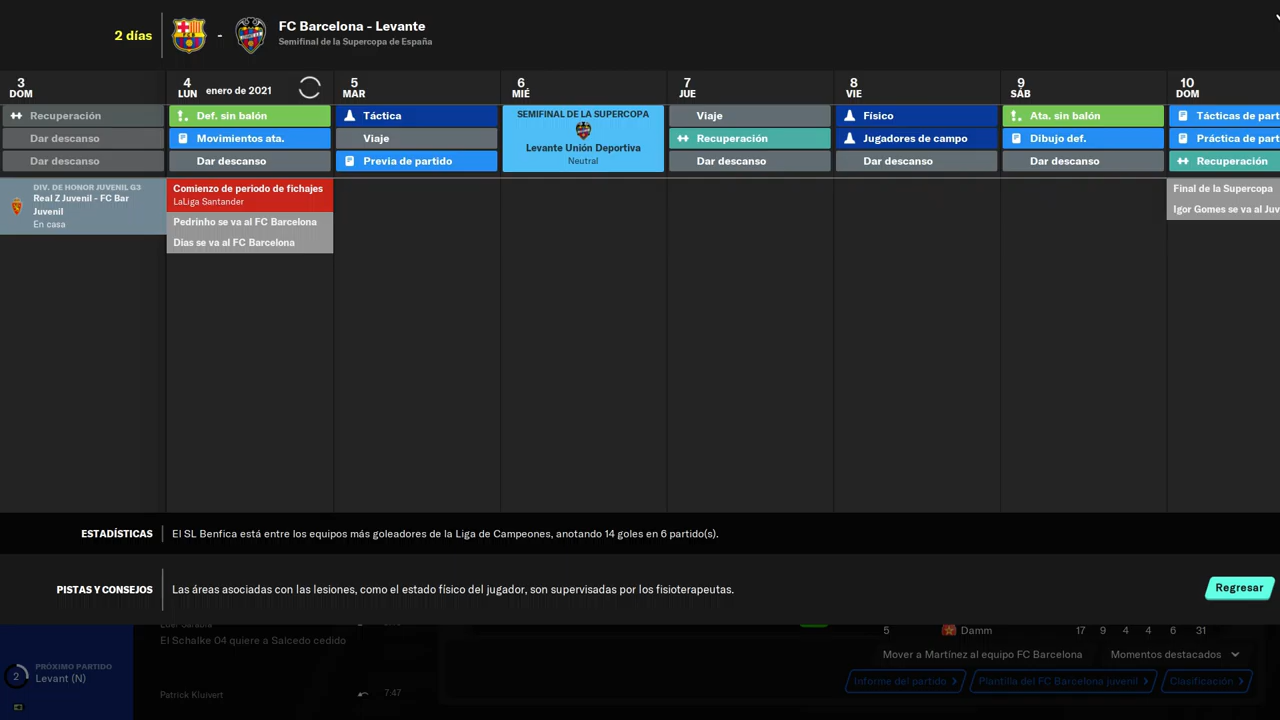 2 días
FC Barcelona - Levante
Semifinal de la Supercopa de España
3
DOM
4
LUN
enero de 2021
5
MAR
6
MIÉ
7
JUE
8
VIE
9
SÁB
10
DOM
Recuperación
Dar descanso
Dar descanso
Def. sin balón
Movimientos ata.
Dar descanso
Táctica
Viaje
Previa de partido
SEMIFINAL DE LA SUPERCOPA
Levante Unión Deportiva
Neutral
Viaje
Recuperación
Dar descanso
Físico
Jugadores de campo
Dar descanso
Ata. sin balón
Dibujo def.
Dar descanso
Tácticas de part
Práctica de part
Recuperación
DIV. DE HONOR JUVENIL G3
Real Z Juvenil - FC Bar
Juvenil
En casa
Comienzo de periodo de fichajes
LaLiga Santander
Pedrinho se va al FC Barcelona
Dias se va al FC Barcelona
Final de la Supercopa
Igor Gomes se va al Juv
ESTADÍSTICAS
El SL Benfica está entre los equipos más goleadores de la Liga de Campeones, anotando 14 goles en 6 partido(s).
PISTAS Y CONSEJOS
Las áreas asociadas con las lesiones, como el estado físico del jugador, son supervisadas por los fisioterapeutas.
Regresar
El Schalke 04 quiere a Salcedo cedido
5 Damm 17 9 4 4 6 31
Mover a Martínez al equipo FC Barcelona
Momentos destacados
2
PRÓXIMO PARTIDO
Levant (N)
Patrick Kluivert
7:47
Informe del partido
Plantilla del FC Barcelona juvenil
Clasificación